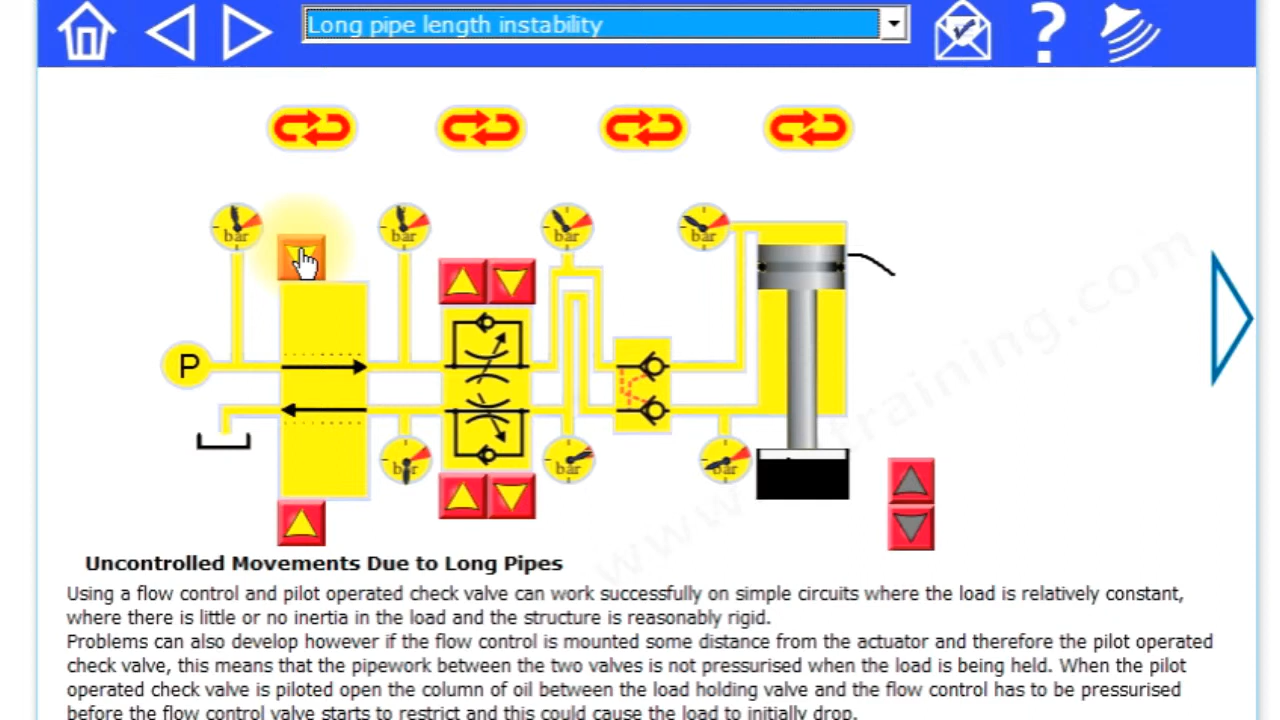 Long pipe length instability
?
bar
bar
bar
bar
P
bar
bar
bar
www.
training.com
Uncontrolled Movements Due to Long Pipes
Using a flow control and pilot operated check valve can work successfully on simple circuits where the load is relatively constant,
where there is little or no inertia in the load and the structure is reasonably rigid.
Problems can also develop however if the flow control is mounted some distance from the actuator and therefore the pilot operated
check valve, this means that the pipework between the two valves is not pressurised when the load is being held. When the pilot
operated check valve is piloted open the column of oil between the load holding valve and the flow control has to be pressurised
before the flow control valve starts to restrict and this could cause the load to initially drop.